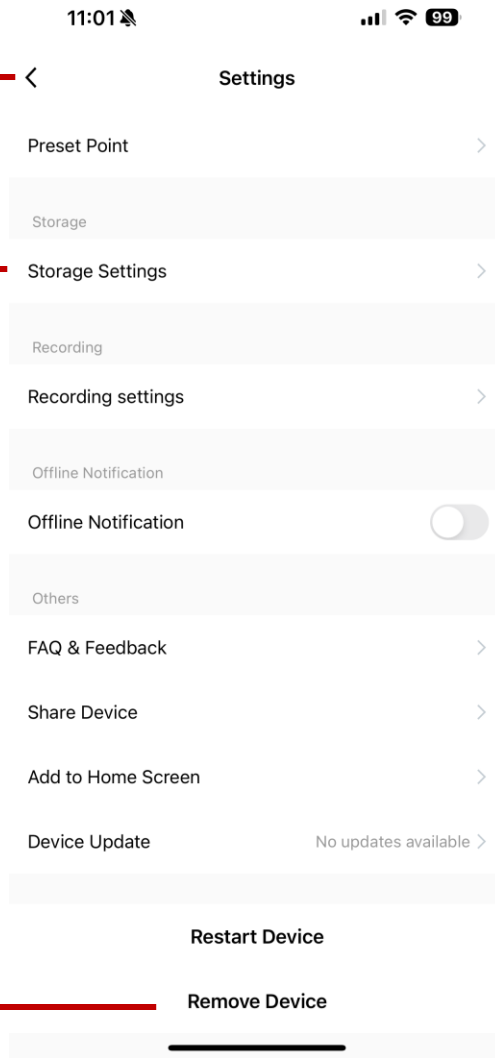 11:01 99
Settings
Preset Point
Storage
Storage Settings
Recording
Recording settings
Offline Notification
Offline Notification
Others
FAQ & Feedback
Share Device
Add to Home Screen
Device Update No updates available
Restart Device
Remove Device